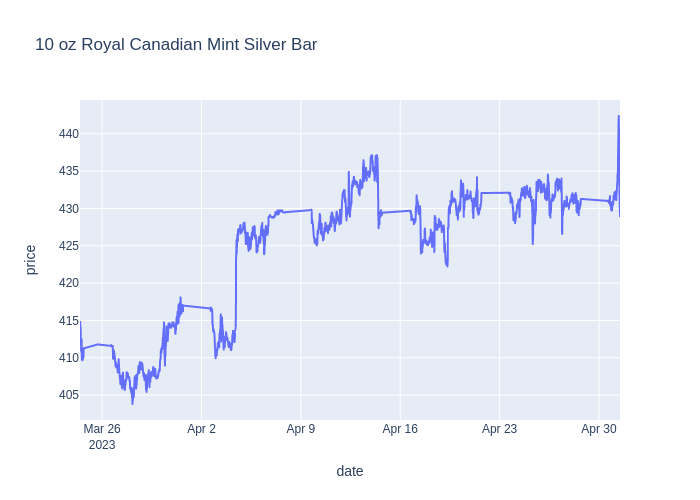 10 oz Royal Canadian Mint Silver Bar
440
435
430
425
420
415
410
405
price
Mar 26
2023
Apr 2
Apr 9
Apr 16
Apr 23
Apr 30
date